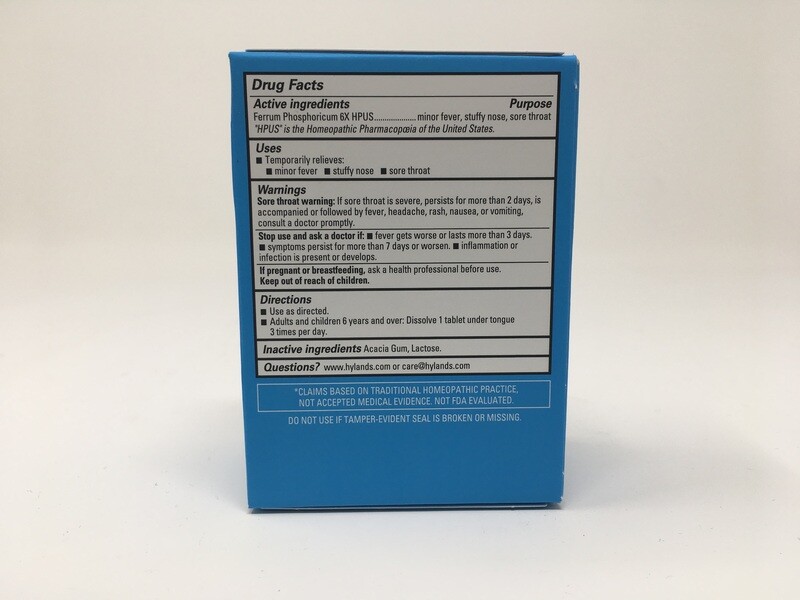 Drug Facts
Active ingredients Purpose
Ferrum Phosphoricum 6X HPUS.................... minor fever, stuffy nose, sore throat
"HPUS" is the Homeopathic Pharmacopœia of the United States.
Uses
■ Temporarily relieves:
■ minor fever ■ stuffy nose ■ sore throat
Warnings
Sore throat warning: If sore throat is severe, persists for more than 2 days, is
accompanied or followed by fever, headache, rash, nausea, or vomiting,
consult a doctor promptly.
Stop use and ask a doctor if: ■ fever gets worse or lasts more than 3 days.
■ symptoms persist for more than 7 days or worsen. ■ inflammation or
infection is present or develops.
If pregnant or breastfeeding, ask a health professional before use.
Keep out of reach of children.
Directions
■ Use as directed.
■ Adults and children 6 years and over: Dissolve 1 tablet under tongue
3 times per day.
Inactive ingredients Acacia Gum, Lactose.
Questions? www.hylands.com or care@hylands.com
*CLAIMS BASED ON TRADITIONAL HOMEOPATHIC PRACTICE,
NOT ACCEPTED MEDICAL EVIDENCE. NOT FDA EVALUATED.
DO NOT USE IF TAMPER-EVIDENT SEAL IS BROKEN OR MISSING.